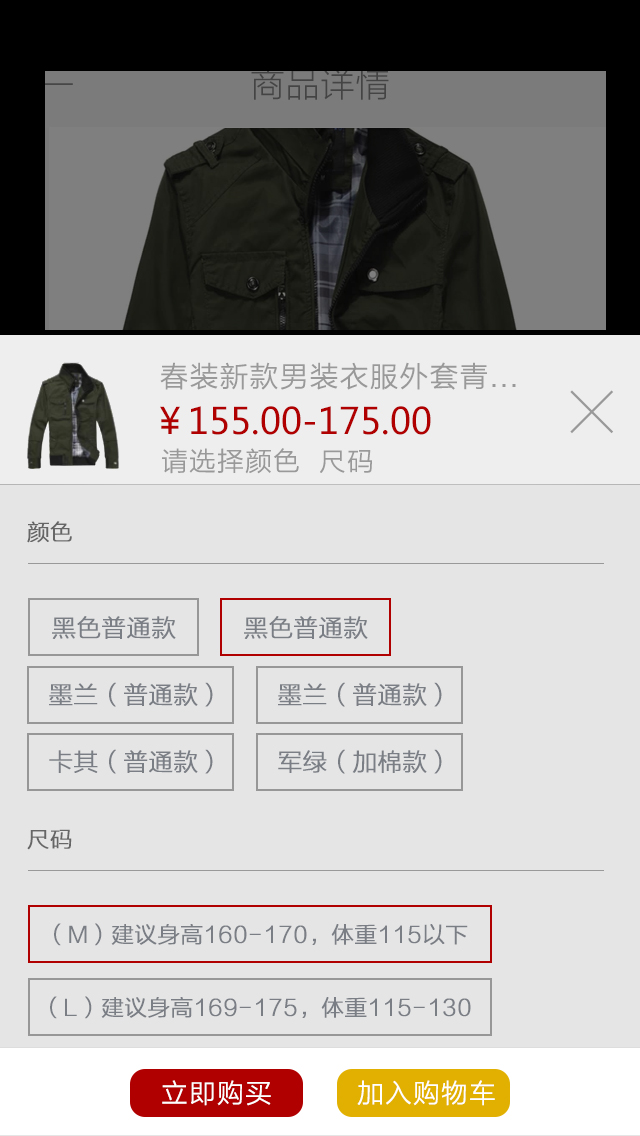 商品详情
春装新款男装衣服外套青...
¥155.00-175.00
请选择颜色 尺码
颜色
黑色普通款 黑色普通款
墨兰（普通款） 墨兰（普通款）
卡其（普通款） 军绿（加棉款）
尺码
（M）建议身高160-170，体重115以下
（L）建议身高169-175，体重115-130
立即购买 加入购物车